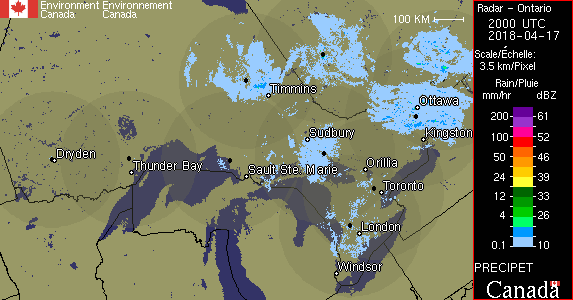 Environment Environnement
Canada Canada
100 KM
Timmins
Ottawa
Sudbury
Kingston
Dryden
Thunder Bay
Sault Ste. Marie
Orillia
Toronto
London
Windsor
Radar - Ontario
2000 UTC
2018-04-17
Scale/Échelle:
3.5 km/Pixel
Rain/Pluie
mm/hr dBZ
200 61
100 56
52
50 46
24 39
12 33
4 26
0.1 10
PRECIPET
Canada